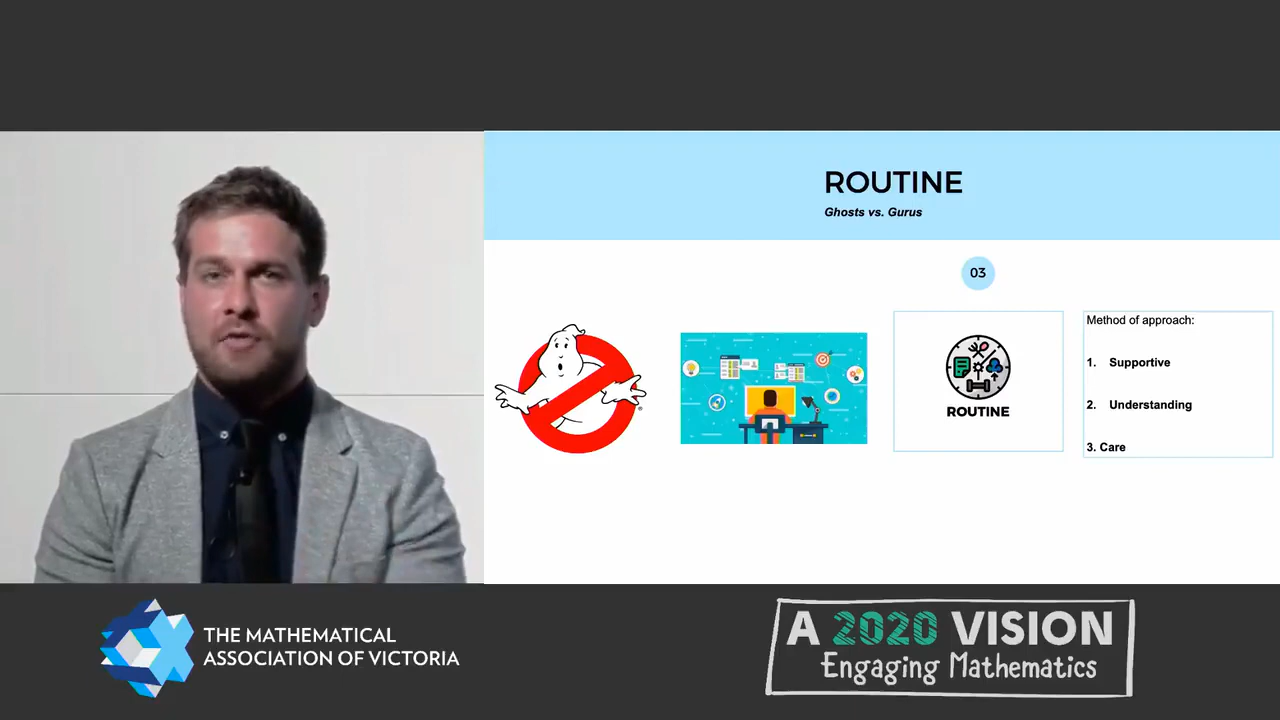 ROUTINE
Ghosts vs. Gurus
03
ROUTINE
Method of approach:
1. Supportive
2. Understanding
3. Care
THE MATHEMATICAL
ASSOCIATION OF VICTORIA
A 2020 VISION
Engaging Mathematics